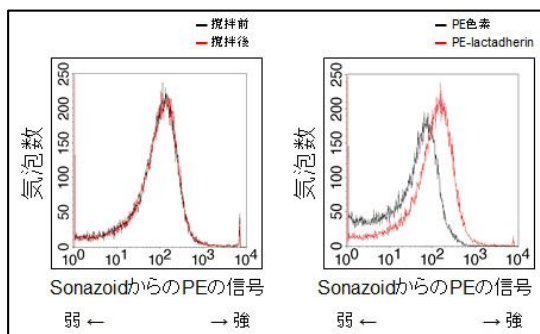 攪拌前
攪拌後
気泡数
250
200
150
100
50
0
10⁰ 10¹ 10² 10³ 10⁴
SonazoidからのPEの信号
弱 ← → 強
PE色素
PE-lactadherin
気泡数
250
200
150
100
50
0
10⁰ 10¹ 10² 10³ 10⁴
SonazoidからのPEの信号
弱 ← → 強